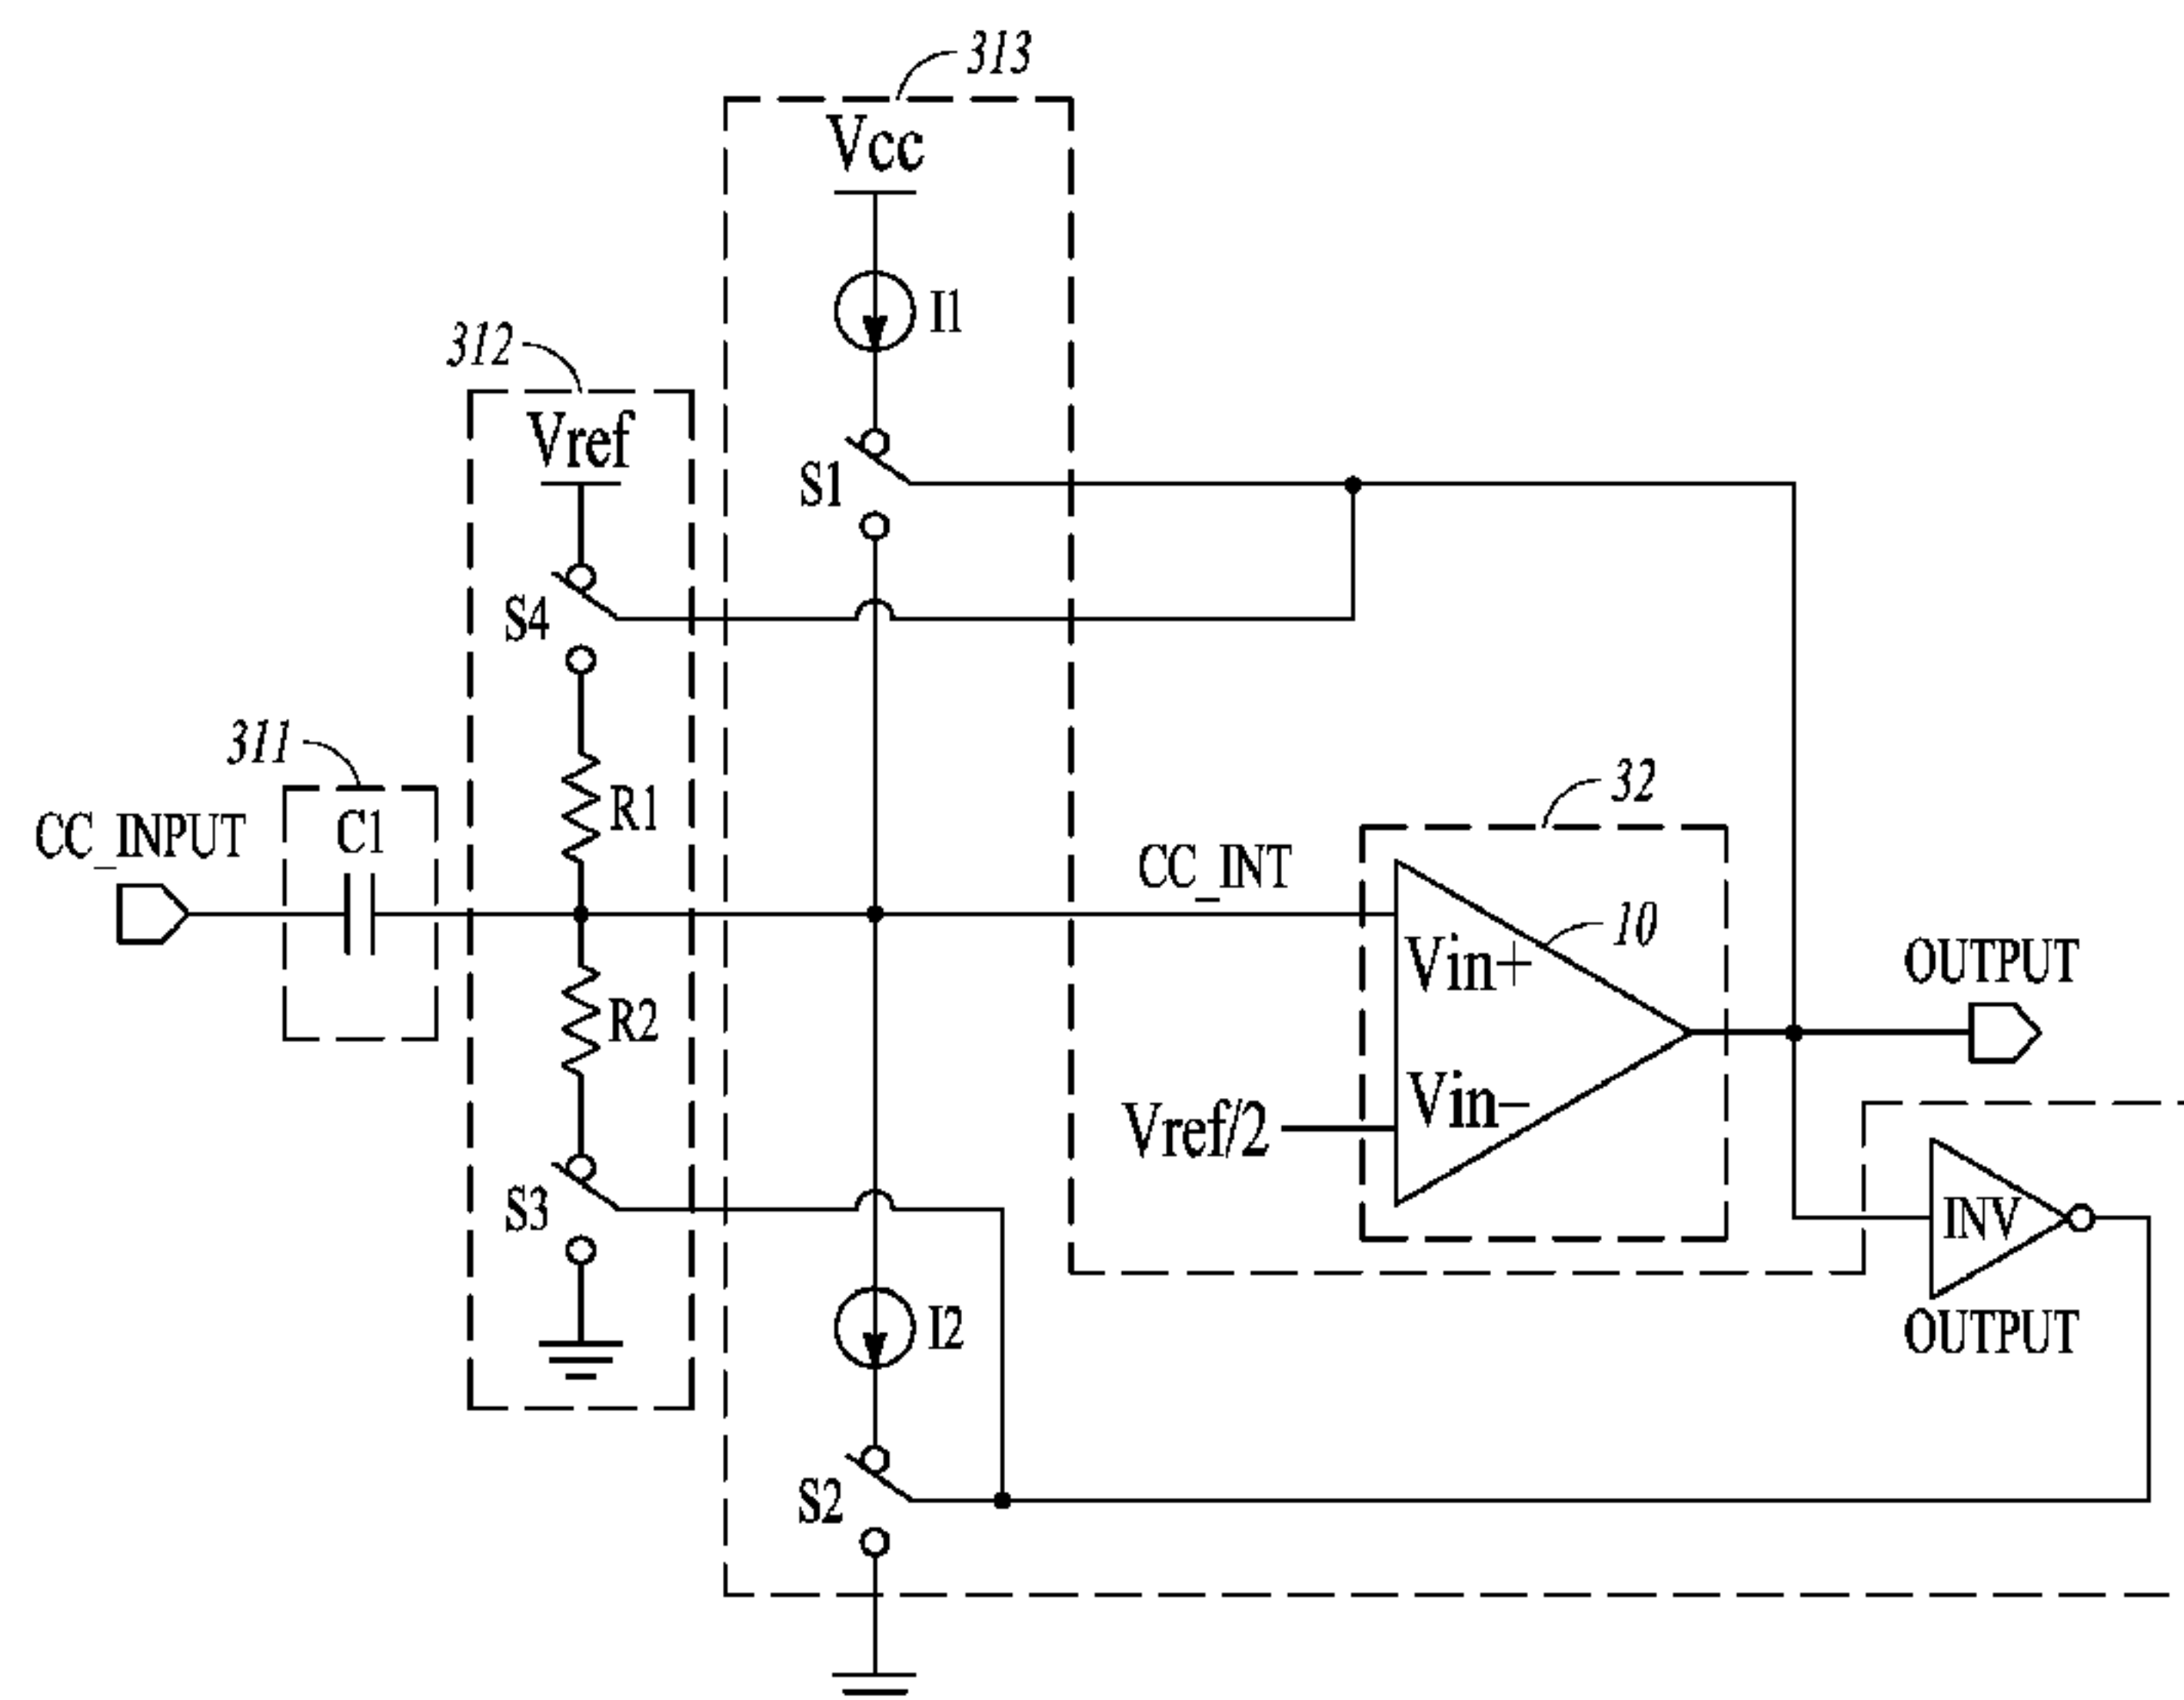 313
Vcc
I1
312
Vref
S1
S4
311
C1
R1
CC_INPUT
32
CC_INT
10
Vin+
OUTPUT
R2
Vin−
Vref/2
S3
INV
I2
OUTPUT
S2